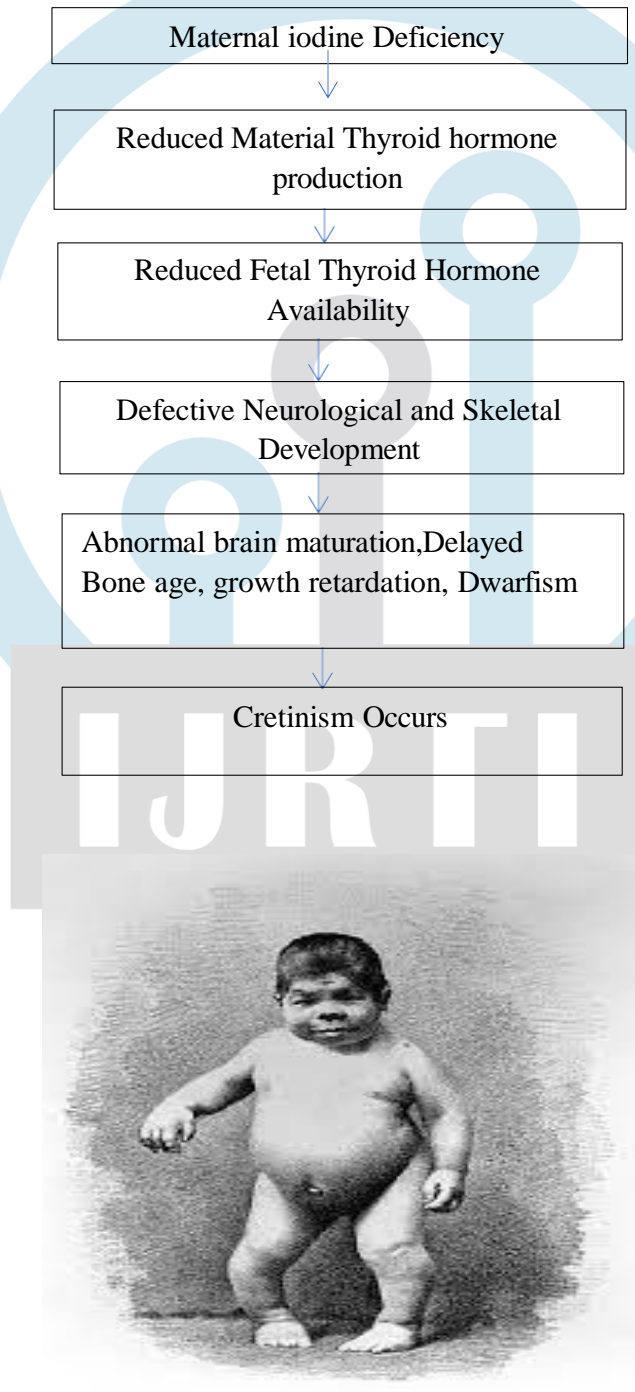 Maternal iodine Deficiency
Reduced Material Thyroid hormone
production
Reduced Fetal Thyroid Hormone
Availability
Defective Neurological and Skeletal
Development
Abnormal brain maturation,Delayed
Bone age, growth retardation, Dwarfism
Cretinism Occurs
IJRTI